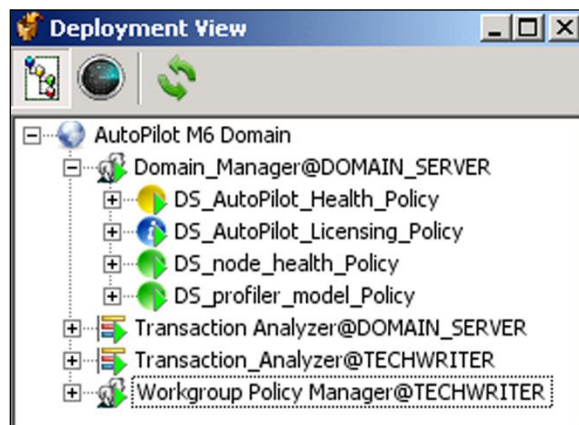 Deployment View
AutoPilot M6 Domain
Domain_Manager@DOMAIN_SERVER
DS_AutoPilot_Health_Policy
DS_AutoPilot_Licensing_Policy
DS_node_health_Policy
DS_profiler_model_Policy
Transaction Analyzer@DOMAIN_SERVER
Transaction_Analyzer@TECHWRITER
Workgroup Policy Manager@TECHWRITER